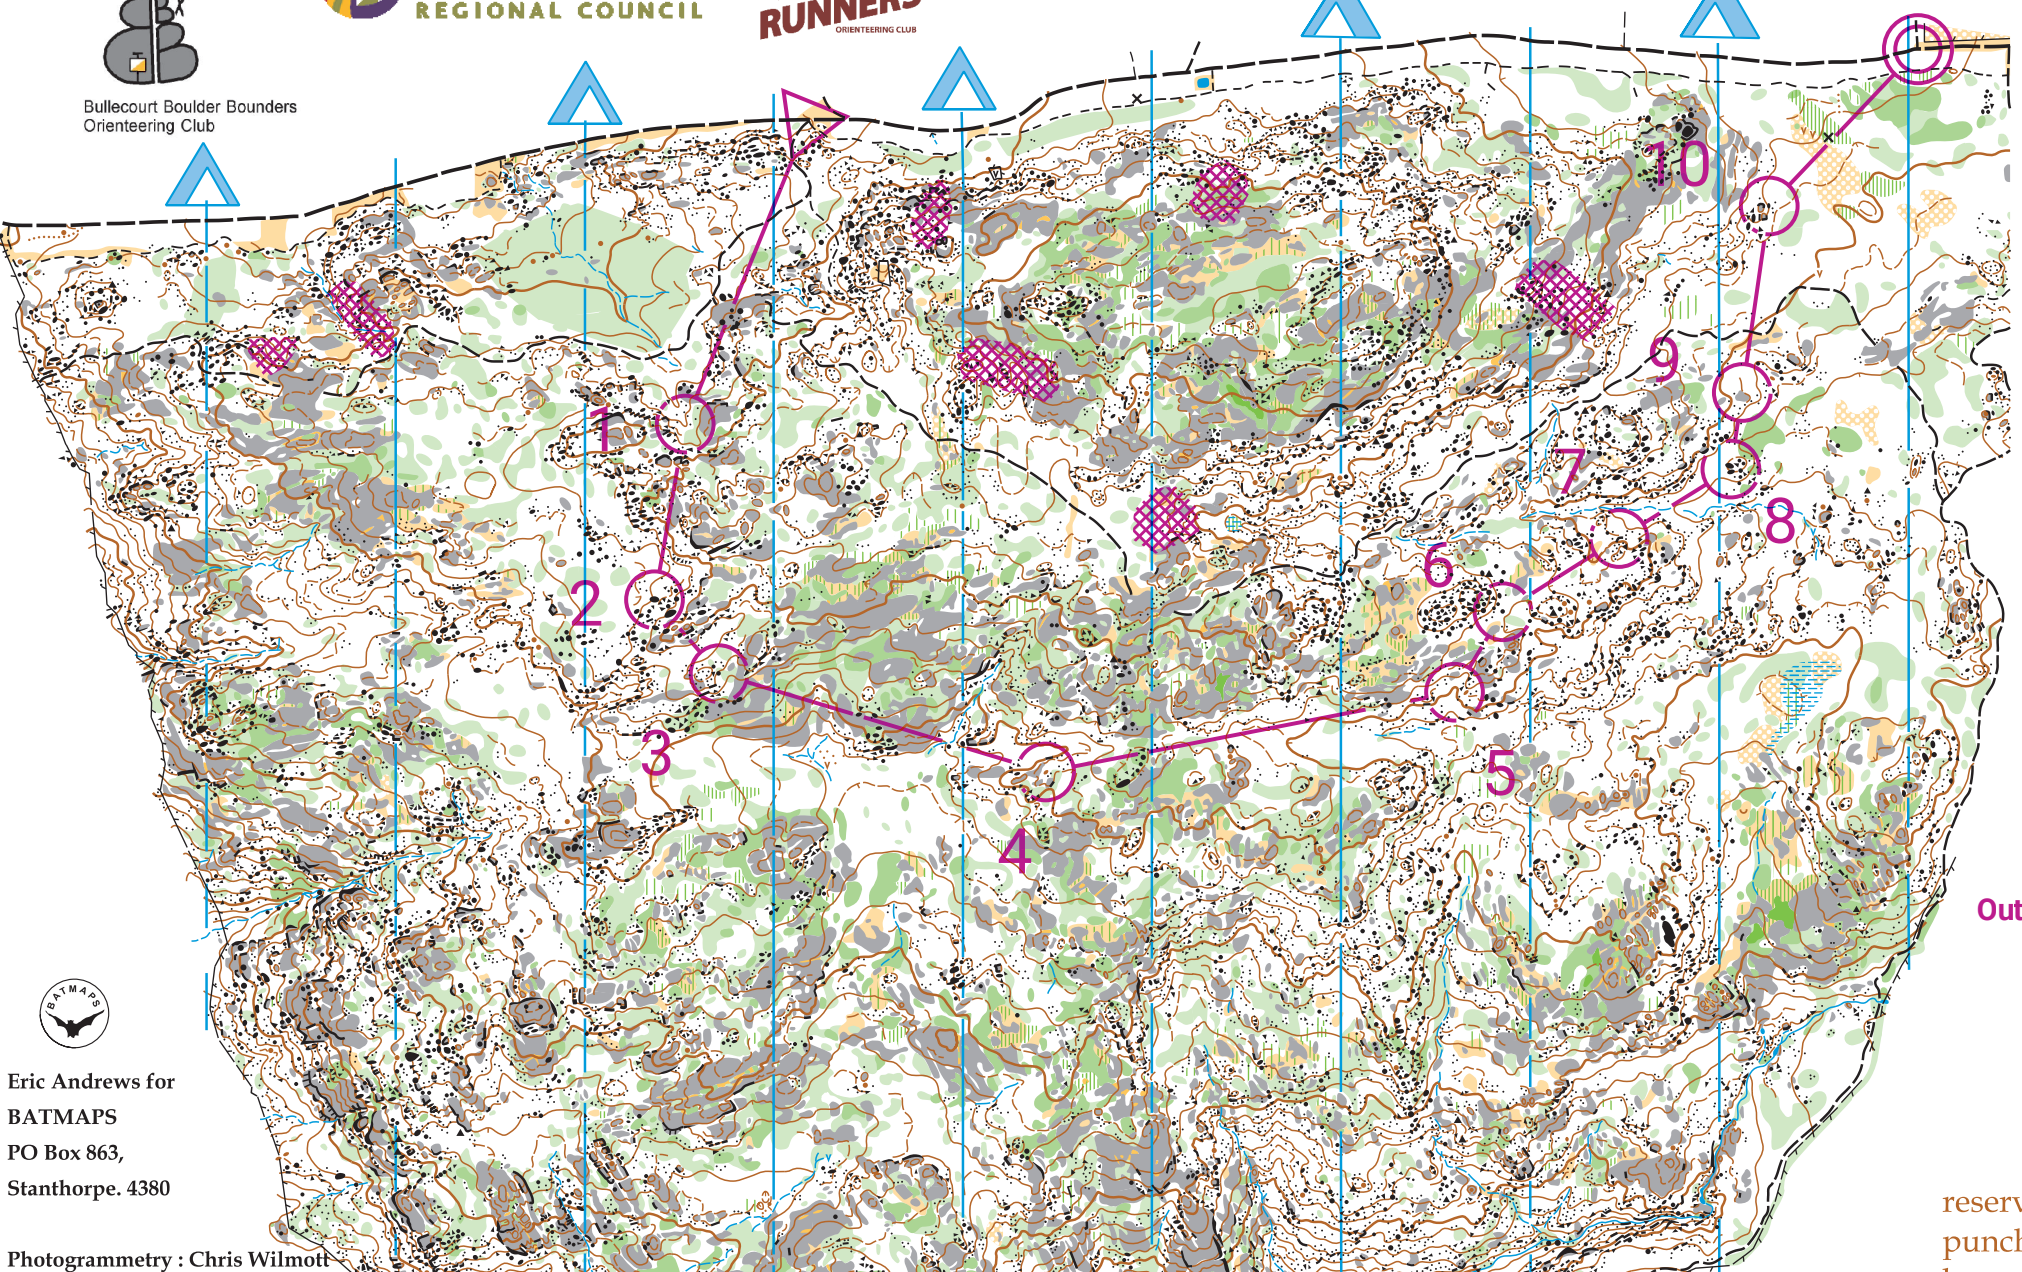 REGIONAL COUNCIL
RUNNERS
ORIENTEERING CLUB
Bullecourt Boulder Bounders
Orienteering Club
10
9
1
7
8
6
2
3
5
4
Out
BATMAPS
Eric Andrews for
BATMAPS
PO Box 863,
Stanthorpe. 4380
reserv
punch
Photogrammetry : Chris Wilmott